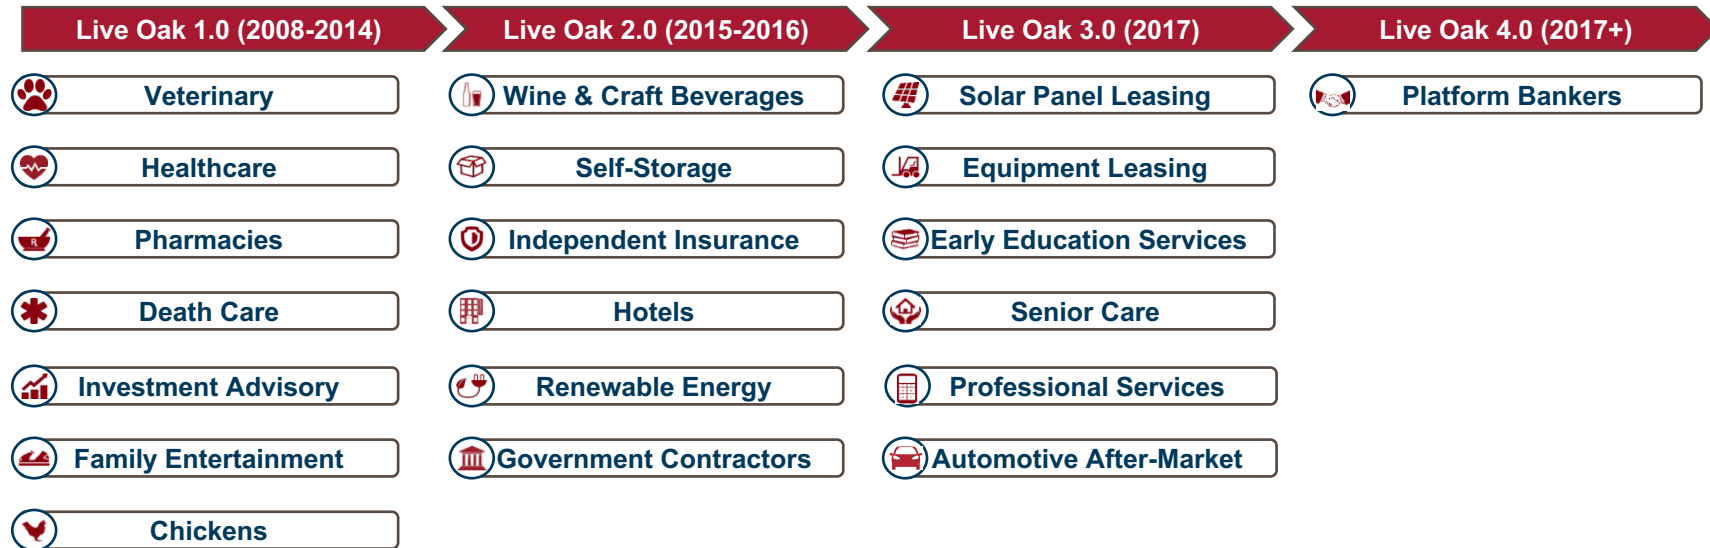 Live Oak 1.0 (2008-2014)
Veterinary
Healthcare
Pharmacies
Death Care
Investment Advisory
Family Entertainment
Chickens
Live Oak 2.0 (2015-2016)
Wine & Craft Beverages
Self-Storage
Independent Insurance
Hotels
Renewable Energy
Government Contractors
Live Oak 3.0 (2017)
Solar Panel Leasing
Equipment Leasing
Early Education Services
Senior Care
Professional Services
Automotive After-Market
Live Oak 4.0 (2017+)
Platform Bankers